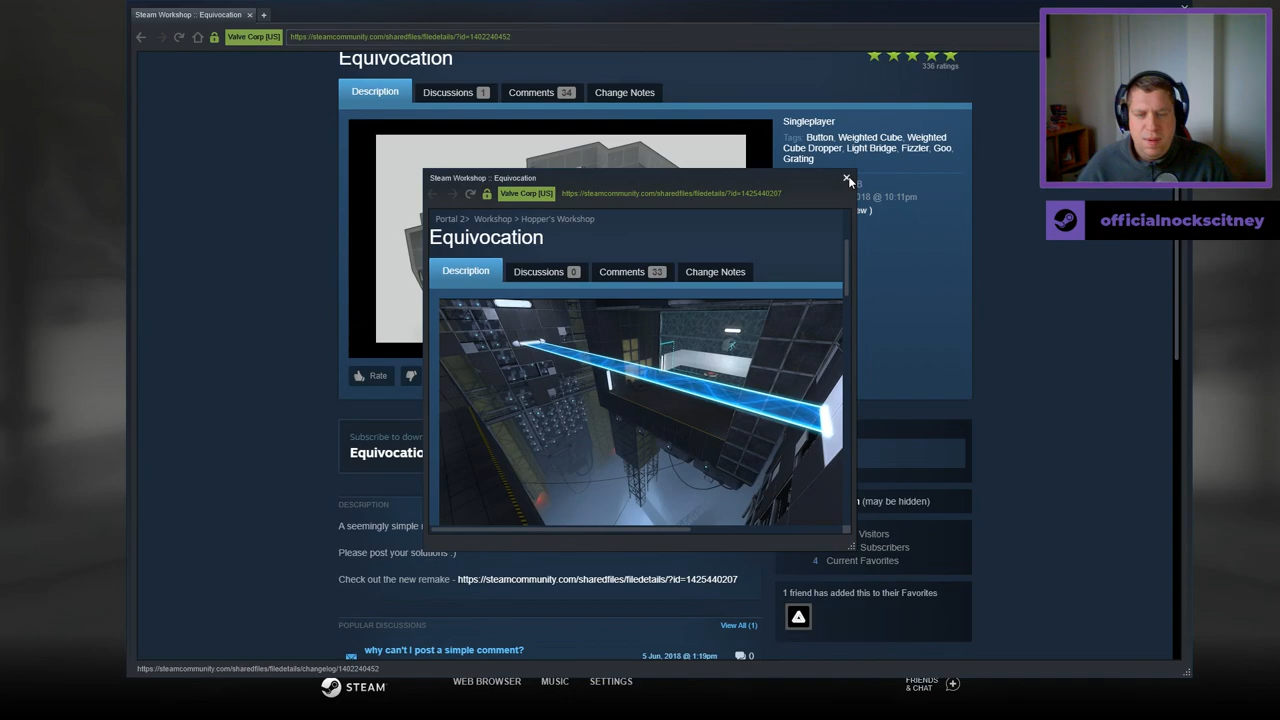 Steam Workshop :: Equivocation
Valve Corp [US] https://steamcommunity.com/sharedfiles/filedetails/?id=1402240452
Equivocation
336 ratings
Description Discussions 1 Comments 34 Change Notes
Singleplayer
Tags: Button, Weighted Cube, Weighted
Cube Dropper, Light Bridge, Fizzler, Goo,
Grating
2018 @ 10:11pm
Steam Workshop :: Equivocation
Valve Corp [US] https://steamcommunity.com/sharedfiles/filedetails/?id=1425440207
Portal 2> Workshop > Hopper's Workshop
Equivocation
Description Discussions 0 Comments 33 Change Notes
officialnockscitney
Rate
Subscribe to down
Equivocatio
DESCRIPTION
A seemingly simple
Please post your solutions :)
Check out the new remake - https://steamcommunity.com/sharedfiles/filedetails/?id=1425440207
(may be hidden)
Visitors
Subscribers
4 Current Favorites
1 friend has added this to their Favorites
POPULAR DISCUSSIONS View All (1)
why can't I post a simple comment?
5 Jun, 2018 @ 1:19pm 0
https://steamcommunity.com/sharedfiles/filedetails/changelog/1402240452
STEAM WEB BROWSER MUSIC SETTINGS FRIENDS & CHAT